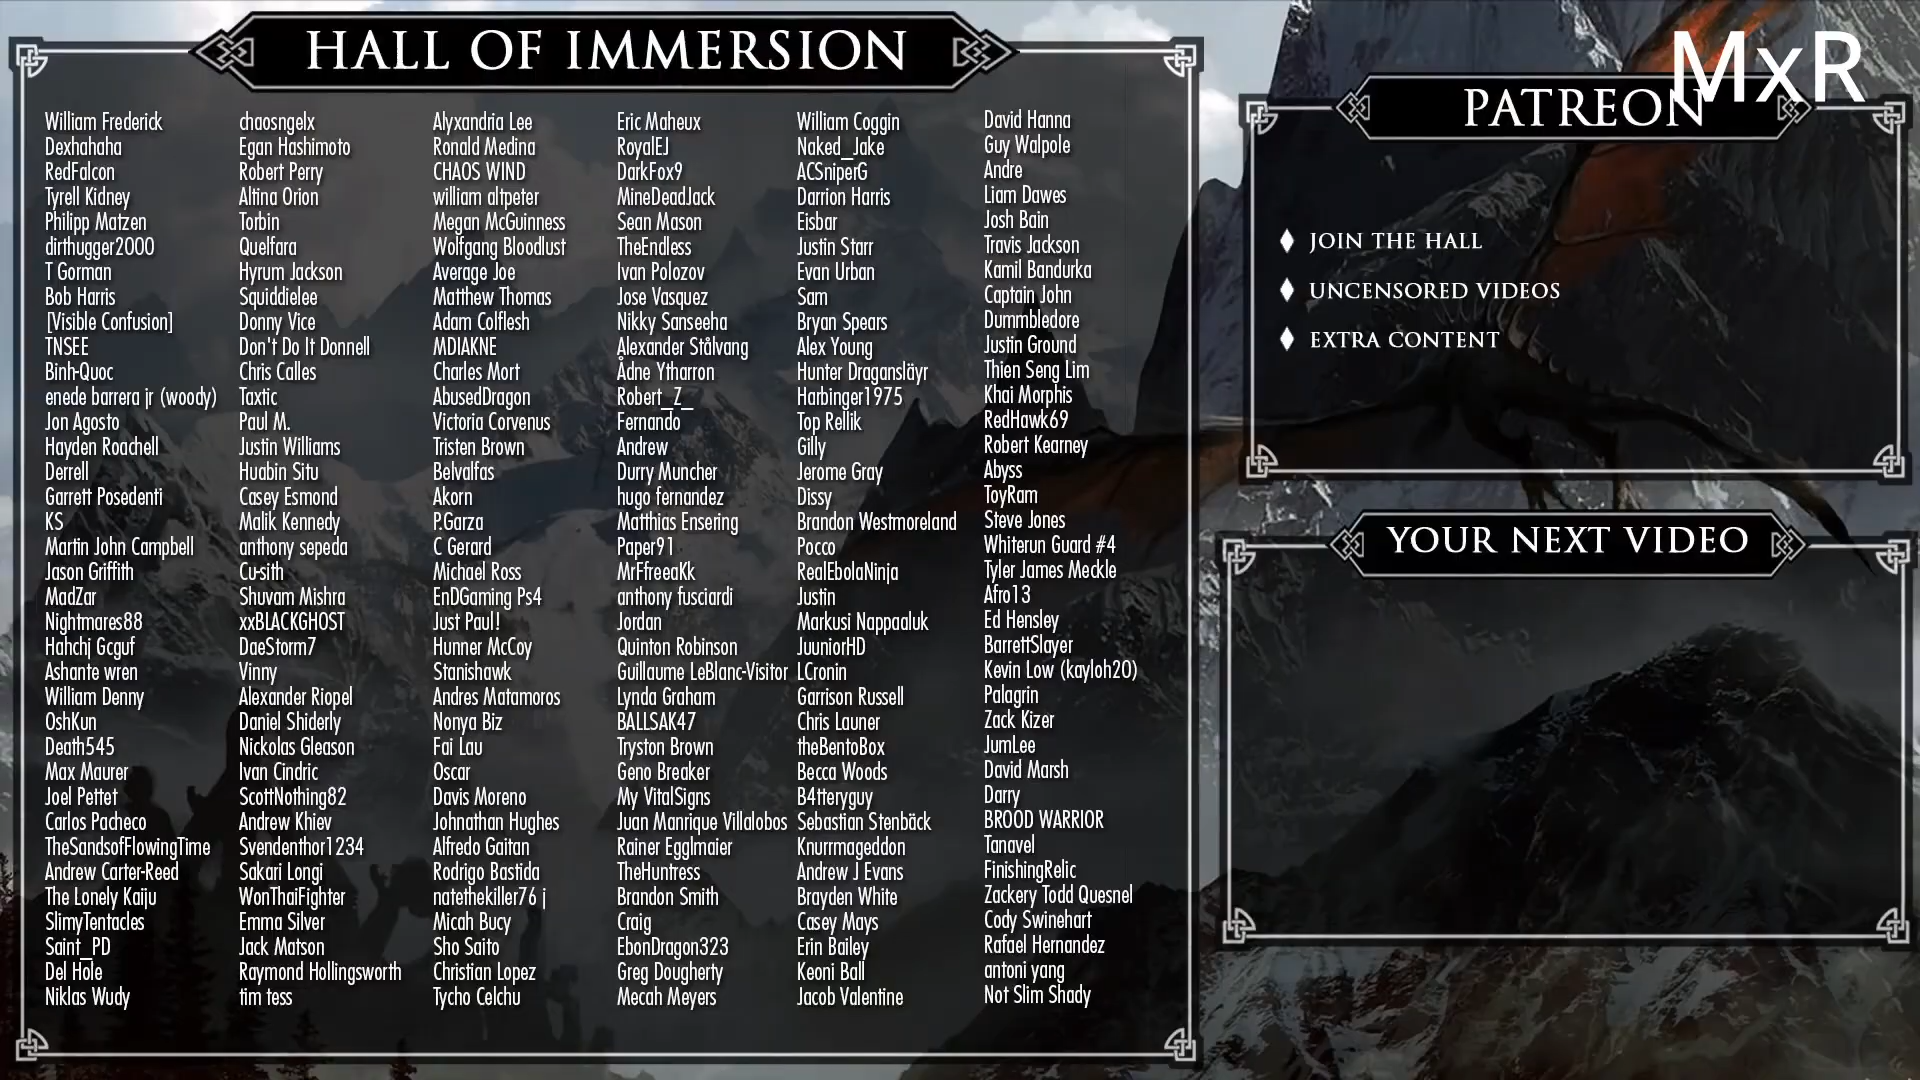 HALL OF IMMERSION
William Frederick
Dexhahaha
RedFalcon
Tyrell Kidney
Philipp Matzen
dirthugger2000
T Gorman
Bob Harris
[Visible Confusion]
TNSEE
Binh-Quoc
enede barrera jr (woody)
Jon Agosto
Hayden Roachell
Derrell
Garrett Posedenti
KS
Martin John Campbell
Jason Griffith
MadZar
Nightmares88
Hahchj Gcguf
Ashante wren
William Denny
OshKun
Death545
Max Maurer
Joel Pettet
Carlos Pacheco
TheSandsofFlowingTime
Andrew Carter-Reed
The Lonely Kaiju
SlimyTentacles
Saint_PD
Del Hole
Niklas Wudy
chaosngelx
Egan Hashimoto
Robert Perry
Altina Orion
Torbin
Quelfara
Hyrum Jackson
Squiddielee
Donny Vice
Don't Do It Donnell
Chris Calles
Taxtic
Paul M.
Justin Williams
Huabin Situ
Casey Esmond
Malik Kennedy
anthony sepeda
Cu-sith
Shuvam Mishra
xxBLACKGHOST
DaeStorm7
Vinny
Alexander Riopel
Daniel Shiderly
Nickolas Gleason
Ivan Cindric
ScottNothing82
Andrew Khiev
Svendenthor1234
Sakari Longi
WonThaiFighter
Emma Silver
Jack Matson
Raymond Hollingsworth
tim tess
Alyxandria Lee
Ronald Medina
CHAOS WIND
william altpeter
Megan McGuinness
Wolfgang Bloodlust
Average Joe
Matthew Thomas
Adam Colflesh
MDIAKNE
Charles Mort
AbusedDragon
Victoria Corvenus
Tristen Brown
Belvalfas
Akorn
P.Garza
C Gerard
Michael Ross
EnDGaming Ps4
Just Paul!
Hunner McCoy
Stanishawk
Andres Matamoros
Nonya Biz
Fai Lau
Oscar
Davis Moreno
Johnathan Hughes
Alfredo Gaitan
Rodrigo Bastida
natethekiller76 j
Micah Bucy
Sho Saito
Christian Lopez
Tycho Celchu
Eric Maheux
RoyalEJ
DarkFox9
MineDeadJack
Sean Mason
TheEndless
Ivan Polozov
Jose Vasquez
Nikky Sanseeha
Alexander Stålvang
Ådne Ytharron
Robert_Z_
Fernando
Andrew
Durry Muncher
hugo fernandez
Matthias Ensering
Paper91
MrFfreeaKk
anthony fusciardi
Jordan
Quinton Robinson
Guillaume LeBlanc-Visitor
Lynda Graham
BALLSAK47
Tryston Brown
Geno Breaker
My VitalSigns
Juan Manrique Villalobos
Rainer Egglmaier
TheHuntress
Brandon Smith
Craig
EbonDragon323
Greg Dougherty
Mecah Meyers
William Coggin
Naked_Jake
ACSniperG
Darrion Harris
Eisbar
Justin Starr
Evan Urban
Sam
Bryan Spears
Alex Young
Hunter Dragansläyr
Harbinger1975
Top Rellik
Gilly
Jerome Gray
Dissy
Brandon Westmoreland
Pocco
RealEbolaNinja
Justin
Markusi Nappaaluk
JuuniorHD
LCronin
Garrison Russell
Chris Launer
theBentoBox
Becca Woods
B4tteryguy
Sebastian Stenbäck
Knurrmageddon
Andrew J Evans
Brayden White
Casey Mays
Erin Bailey
Keoni Ball
Jacob Valentine
David Hanna
Guy Walpole
Andre
Liam Dawes
Josh Bain
Travis Jackson
Kamil Bandurka
Captain John
Dummbledore
Justin Ground
Thien Seng Lim
Khai Morphis
RedHawk69
Robert Kearney
Abyss
ToyRam
Steve Jones
Whiterun Guard #4
Tyler James Meckle
Afro13
Ed Hensley
BarrettSlayer
Kevin Low (kayloh20)
Palagrin
Zack Kizer
JumLee
David Marsh
Darry
BROOD WARRIOR
Tanavel
FinishingRelic
Zackery Todd Quesnel
Cody Swinehart
Rafael Hernandez
antoni yang
Not Slim Shady
MxR
PATREON
JOIN THE HALL
UNCENSORED VIDEOS
EXTRA CONTENT
YOUR NEXT VIDEO